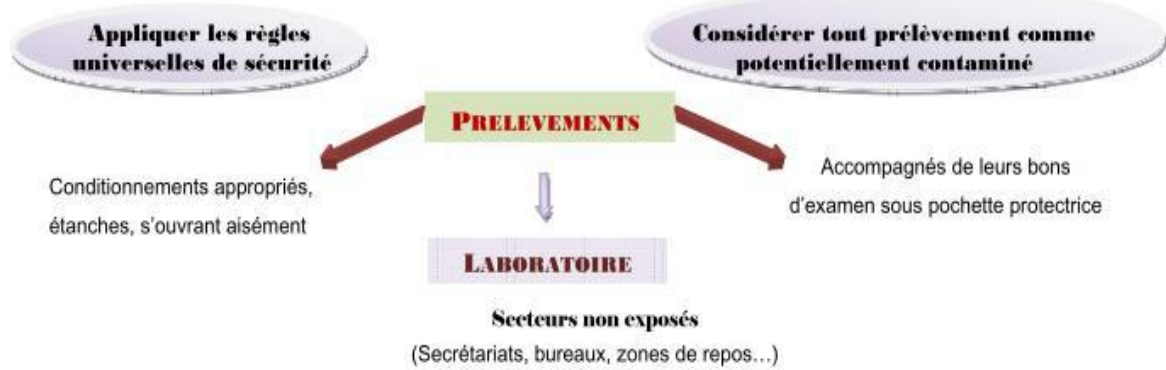 Appliquer les règles
universelles de sécurité
Considérer tout prélèvement comme
potentiellement contaminé
PRELEVEMENTS
Conditionnements appropriés,
étanches, s'ouvrant aisément
Accompagnés de leurs bons
d'examen sous pochette protectrice
LABORATOIRE
Secteurs non exposés
(Secrétariats, bureaux, zones de repos…)